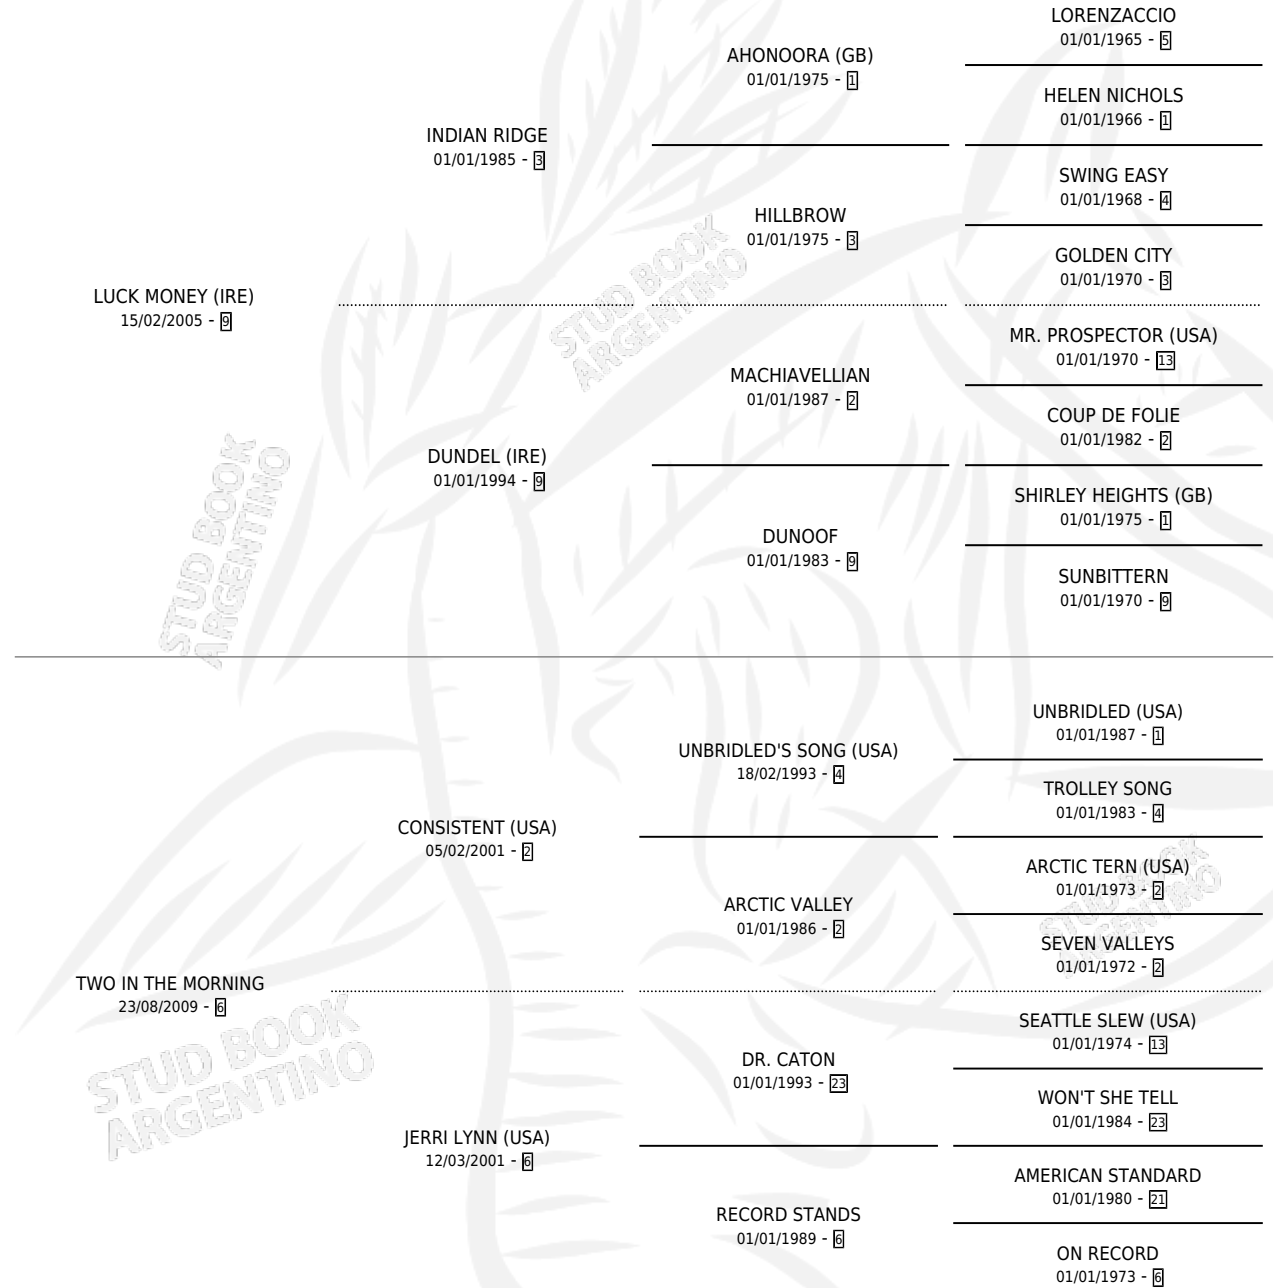 LORENZACCIO
01/01/1965 - 5
AHONOORA (GB)
01/01/1975 - 1
HELEN NICHOLS
01/01/1966 - 1
INDIAN RIDGE
01/01/1985 - 3
SWING EASY
01/01/1968 - 4
HILLBROW
01/01/1975 - 3
GOLDEN CITY
01/01/1970 - 3
LUCK MONEY (IRE)
15/02/2005 - 9
MR. PROSPECTOR (USA)
01/01/1970 - 13
MACHIAVELLIAN
01/01/1987 - 2
COUP DE FOLIE
01/01/1982 - 2
DUNDEL (IRE)
01/01/1994 - 9
SHIRLEY HEIGHTS (GB)
01/01/1975 - 1
DUNOOF
01/01/1983 - 9
SUNBITTERN
01/01/1970 - 9
UNBRIDLED (USA)
01/01/1987 - 1
UNBRIDLED'S SONG (USA)
18/02/1993 - 4
TROLLEY SONG
01/01/1983 - 4
CONSISTENT (USA)
05/02/2001 - 2
ARCTIC TERN (USA)
01/01/1973 - 2
ARCTIC VALLEY
01/01/1986 - 2
SEVEN VALLEYS
01/01/1972 - 2
TWO IN THE MORNING
23/08/2009 - 6
SEATTLE SLEW (USA)
01/01/1974 - 13
DR. CATON
01/01/1993 - 23
WON'T SHE TELL
01/01/1984 - 23
JERRI LYNN (USA)
12/03/2001 - 6
AMERICAN STANDARD
01/01/1980 - 21
RECORD STANDS
01/01/1989 - 6
ON RECORD
01/01/1973 - 6
STUD BOOK
ARGENTINO
STUD BOOK
ARGENTINO
STUD BOOK
ARGENTINO
STUD BOOK
ARGENTINO